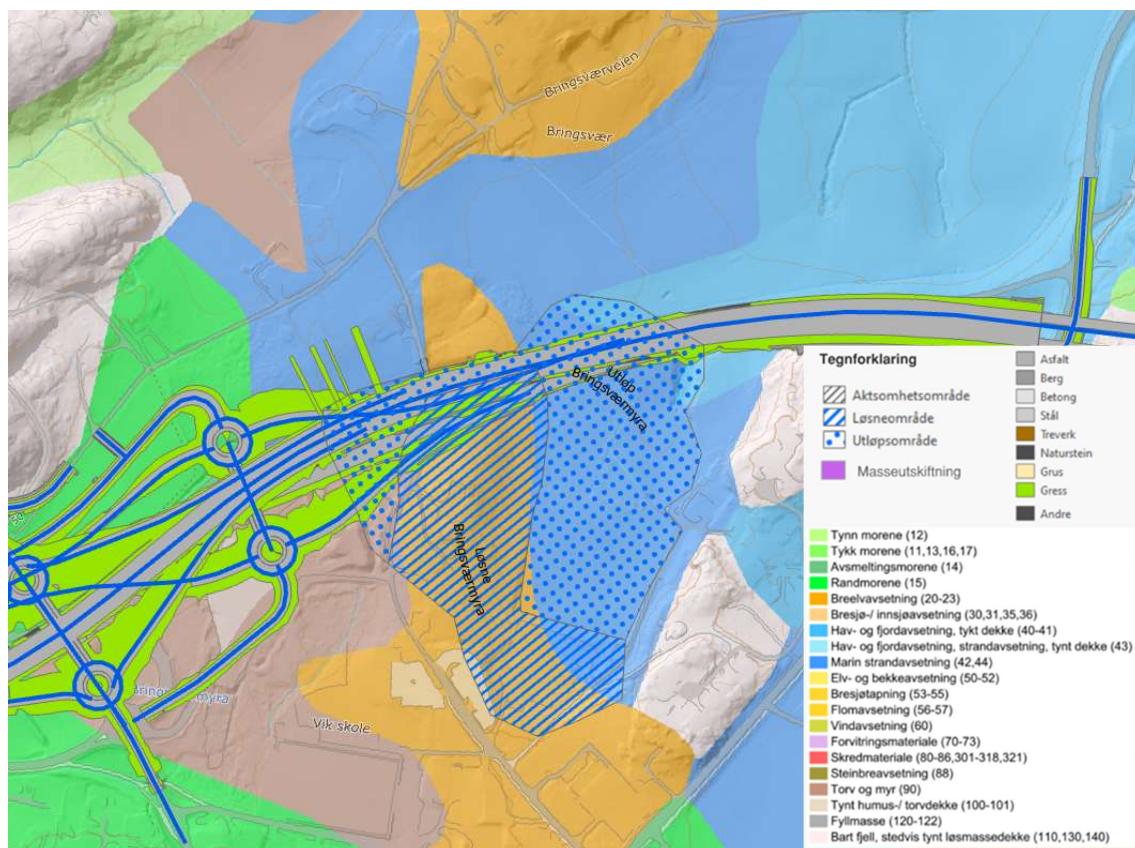 Bringsværveien
Bringsvær
Utløp
Bringsværmyra
Løsne
Bringsværmyra
Vik skole
Tegnforklaring
Aktsomhetsområde
Løsneområde
Utløpsområde
Masseutskiftning
Asfalt
Berg
Betong
Stål
Treverk
Naturstein
Grus
Gress
Andre
Tynn morene (12)
Tykk morene (11,13,16,17)
Avsmeltingsmorene (14)
Randmorene (15)
Breelvavsetning (20-23)
Bresjø-/ innsjøavsetning (30,31,35,36)
Hav- og fjordavsetning, tykt dekke (40-41)
Hav- og fjordavsetning, strandavsetning, tynt dekke (43)
Marin strandavsetning (42,44)
Elv- og bekkeavsetning (50-52)
Bresjøtapning (53-55)
Flomavsetning (56-57)
Vindavsetning (60)
Forvitringsmateriale (70-73)
Skredmateriale (80-86,301-318,321)
Steinbreavsetning (88)
Torv og myr (90)
Tynt humus-/ torvdekke (100-101)
Fyllmasse (120-122)
Bart fjell, stedvis tynt løsmassedekke (110,130,140)